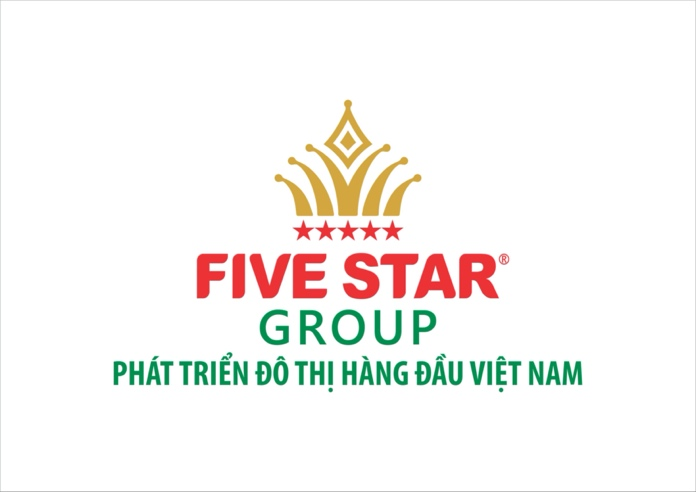 FIVE STAR®
GROUP
PHÁT TRIỂN ĐÔ THỊ HÀNG ĐẦU VIỆT NAM